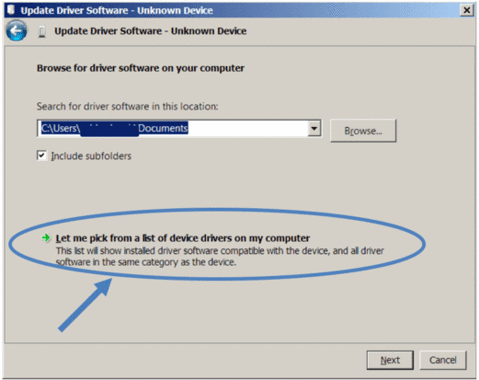 Update Driver Software - Unknown Device
Update Driver Software - Unknown Device
Browse for driver software on your computer
Search for driver software in this location:
C:\Users\ \Documents
Browse...
Include subfolders
Let me pick from a list of device drivers on my computer
This list will show installed driver software compatible with the device, and all driver
software in the same category as the device.
Next
Cancel